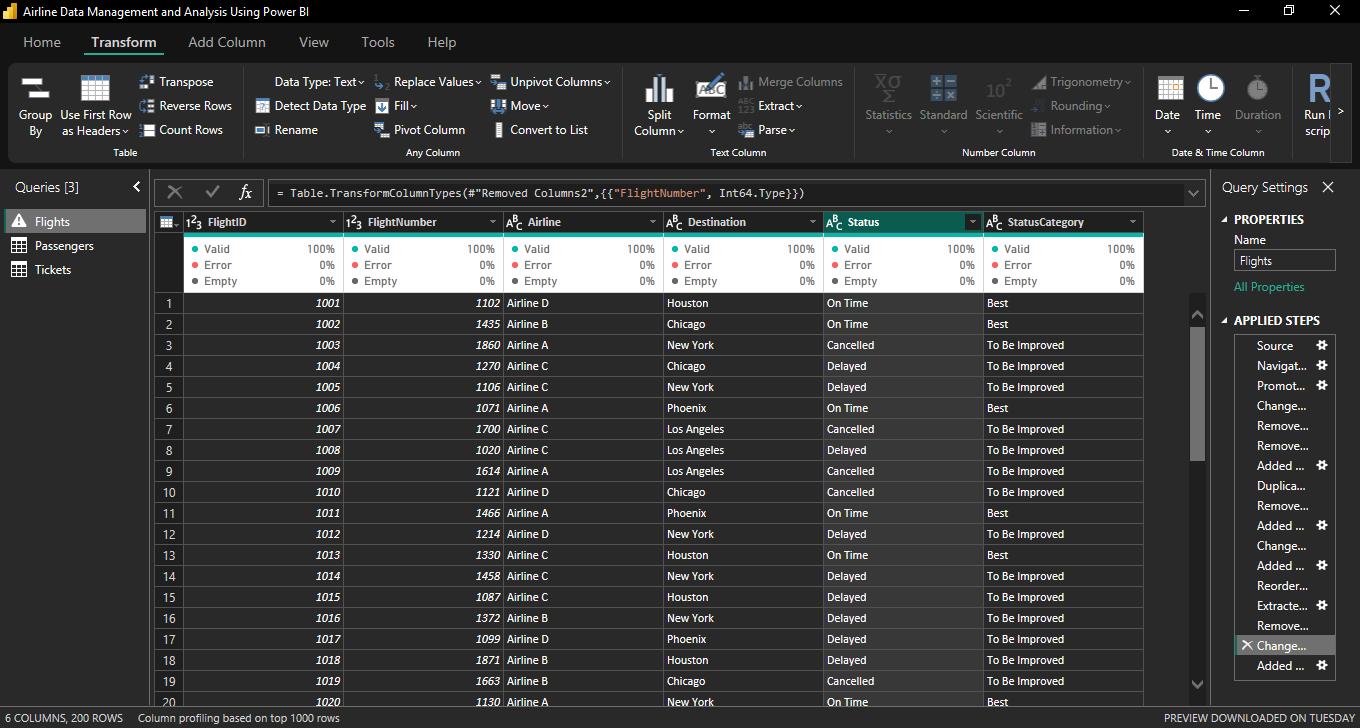 Airline Data Management and Analysis Using Power BI
Home Transform Add Column View Tools Help
Group By
Use First Row as Headers
Transpose
Reverse Rows
Count Rows
Table
Data Type: Text
Detect Data Type
Rename
Replace Values
Fill
Pivot Column
Unpivot Columns
Move
Convert to List
Any Column
Split Column
Format
Merge Columns
Extract
Parse
Text Column
Statistics
Standard
Scientific
Trigonometry
Rounding
Information
Number Column
Date
Time
Duration
Date & Time Column
Run
scrip
Queries [3]
Flights
Passengers
Tickets
= Table.TransformColumnTypes(#"Removed Columns2",{{"FlightNumber", Int64.Type}})
FlightID FlightNumber Airline Destination Status StatusCategory
Valid 100% Valid 100% Valid 100% Valid 100% Valid 100% Valid 100%
Error 0% Error 0% Error 0% Error 0% Error 0% Error 0%
Empty 0% Empty 0% Empty 0% Empty 0% Empty 0% Empty 0%
1 1001 1102 Airline D Houston On Time Best
2 1002 1435 Airline B Chicago On Time Best
3 1003 1860 Airline A New York Cancelled To Be Improved
4 1004 1270 Airline C Chicago Delayed To Be Improved
5 1005 1106 Airline C New York Delayed To Be Improved
6 1006 1071 Airline A Phoenix On Time Best
7 1007 1700 Airline C Los Angeles Cancelled To Be Improved
8 1008 1020 Airline C Los Angeles Delayed To Be Improved
9 1009 1614 Airline A Los Angeles Cancelled To Be Improved
10 1010 1121 Airline D Chicago Cancelled To Be Improved
11 1011 1466 Airline A Phoenix On Time Best
12 1012 1214 Airline D New York Delayed To Be Improved
13 1013 1330 Airline C Houston On Time Best
14 1014 1458 Airline C New York Delayed To Be Improved
15 1015 1087 Airline C Houston Delayed To Be Improved
16 1016 1372 Airline B New York Delayed To Be Improved
17 1017 1099 Airline D Phoenix Delayed To Be Improved
18 1018 1871 Airline B Houston Delayed To Be Improved
19 1019 1663 Airline B Chicago Cancelled To Be Improved
20 1020 1130 Airline A New York On Time Best
Query Settings
PROPERTIES
Name
Flights
All Properties
APPLIED STEPS
Source
Navigat...
Promot...
Change...
Remove...
Remove...
Added ...
Duplica...
Remove...
Added ...
Change...
Added ...
Reorder...
Extracte...
Remove...
Change...
Added ...
6 COLUMNS, 200 ROWS Column profiling based on top 1000 rows
PREVIEW DOWNLOADED ON TUESDAY